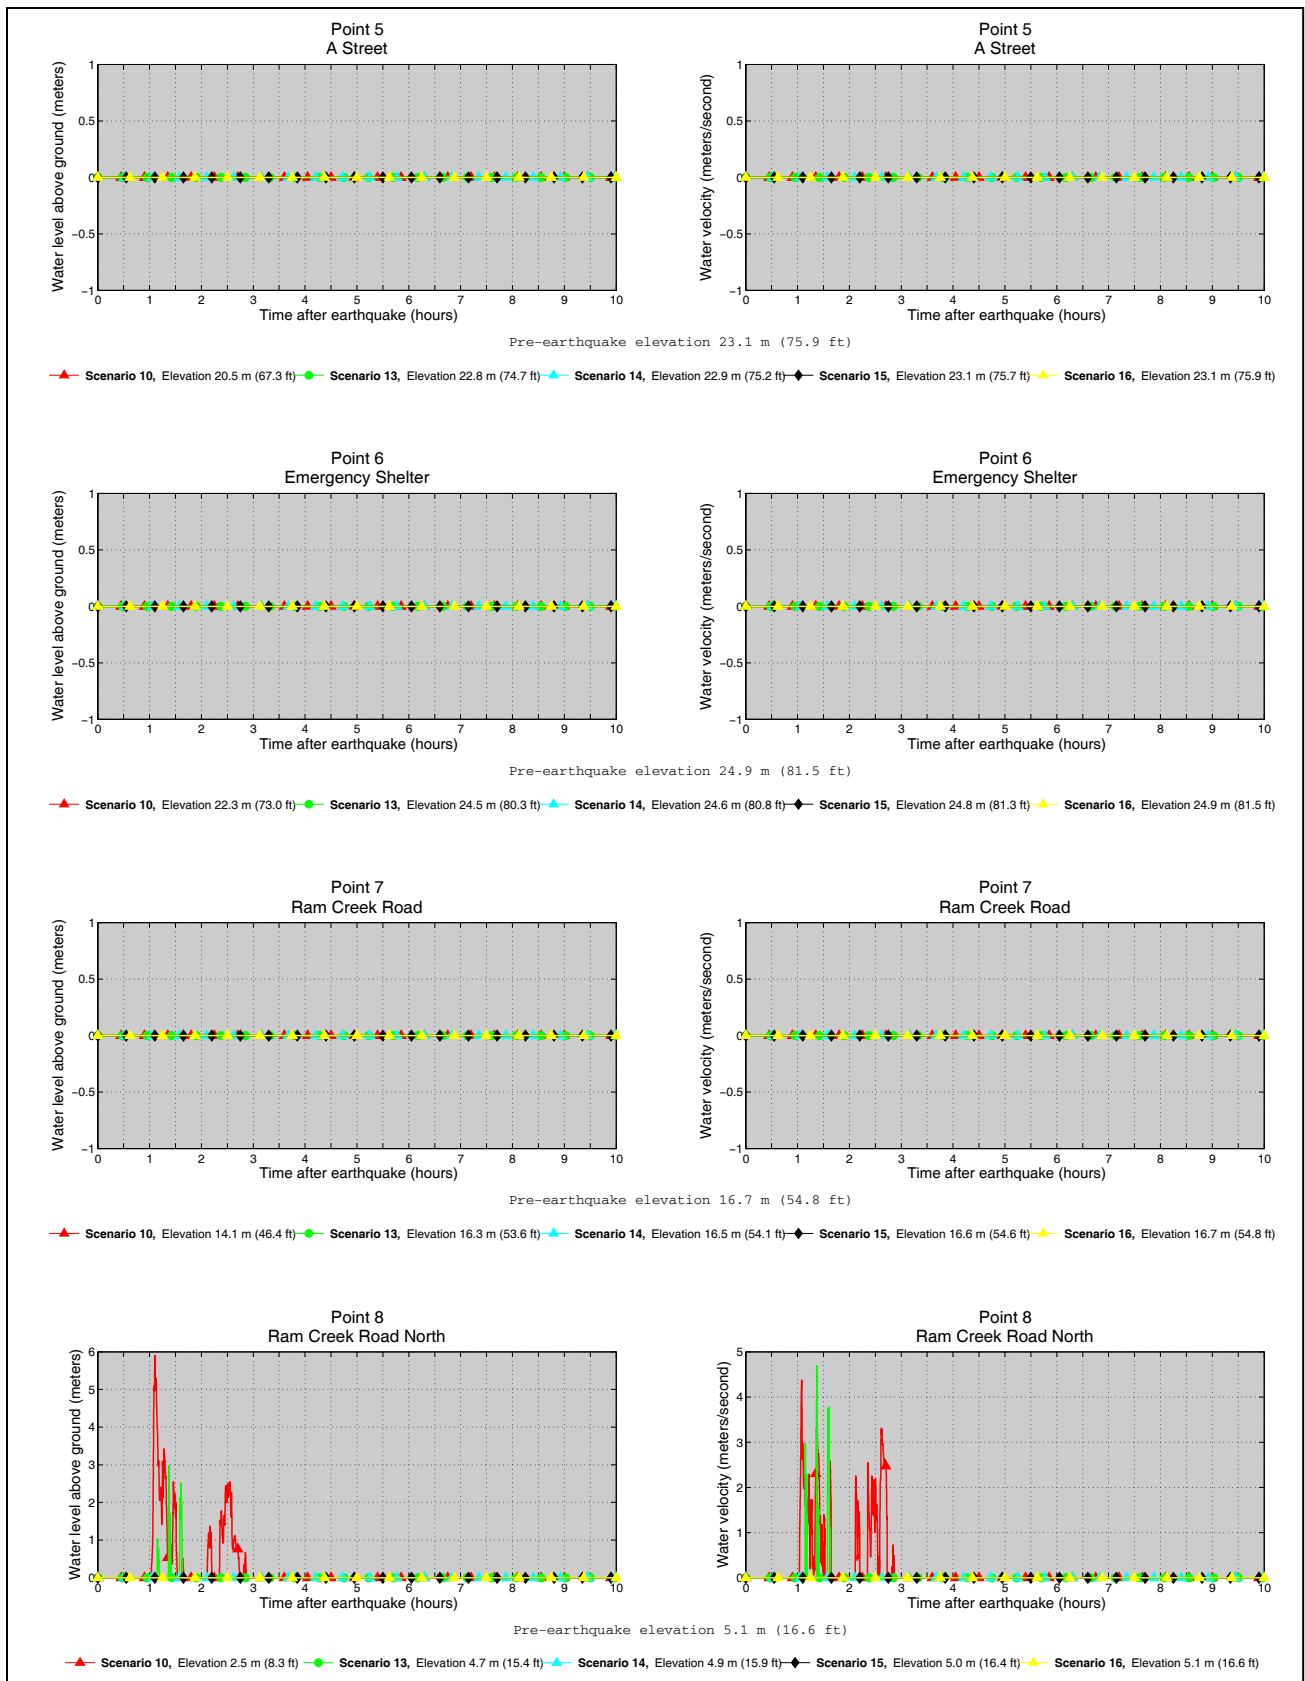 Point 5
A Street
Water level above ground (meters)
1
0.5
0
−0.5
−1
0 1 2 3 4 5 6 7 8 9 10
Time after earthquake (hours)
Point 5
A Street
Water velocity (meters/second)
1
0.5
0
−0.5
−1
0 1 2 3 4 5 6 7 8 9 10
Time after earthquake (hours)
Pre-earthquake elevation 23.1 m (75.9 ft)
Scenario 10, Elevation 20.5 m (67.3 ft) Scenario 13, Elevation 22.8 m (74.7 ft) Scenario 14, Elevation 22.9 m (75.2 ft) Scenario 15, Elevation 23.1 m (75.7 ft) Scenario 16, Elevation 23.1 m (75.9 ft)
Point 6
Emergency Shelter
Water level above ground (meters)
1
0.5
0
−0.5
−1
0 1 2 3 4 5 6 7 8 9 10
Time after earthquake (hours)
Point 6
Emergency Shelter
Water velocity (meters/second)
1
0.5
0
−0.5
−1
0 1 2 3 4 5 6 7 8 9 10
Time after earthquake (hours)
Pre-earthquake elevation 24.9 m (81.5 ft)
Scenario 10, Elevation 22.3 m (73.0 ft) Scenario 13, Elevation 24.5 m (80.3 ft) Scenario 14, Elevation 24.6 m (80.8 ft) Scenario 15, Elevation 24.8 m (81.3 ft) Scenario 16, Elevation 24.9 m (81.5 ft)
Point 7
Ram Creek Road
Water level above ground (meters)
1
0.5
0
−0.5
−1
0 1 2 3 4 5 6 7 8 9 10
Time after earthquake (hours)
Point 7
Ram Creek Road
Water velocity (meters/second)
1
0.5
0
−0.5
−1
0 1 2 3 4 5 6 7 8 9 10
Time after earthquake (hours)
Pre-earthquake elevation 16.7 m (54.8 ft)
Scenario 10, Elevation 14.1 m (46.4 ft) Scenario 13, Elevation 16.3 m (53.6 ft) Scenario 14, Elevation 16.5 m (54.1 ft) Scenario 15, Elevation 16.6 m (54.6 ft) Scenario 16, Elevation 16.7 m (54.8 ft)
Point 8
Ram Creek Road North
Water level above ground (meters)
6
5
4
3
2
1
0
0 1 2 3 4 5 6 7 8 9 10
Time after earthquake (hours)
Point 8
Ram Creek Road North
Water velocity (meters/second)
5
4
3
2
1
0
0 1 2 3 4 5 6 7 8 9 10
Time after earthquake (hours)
Pre-earthquake elevation 5.1 m (16.6 ft)
Scenario 10, Elevation 2.5 m (8.3 ft) Scenario 13, Elevation 4.7 m (15.4 ft) Scenario 14, Elevation 4.9 m (15.9 ft) Scenario 15, Elevation 5.0 m (16.4 ft) Scenario 16, Elevation 5.1 m (16.6 ft)